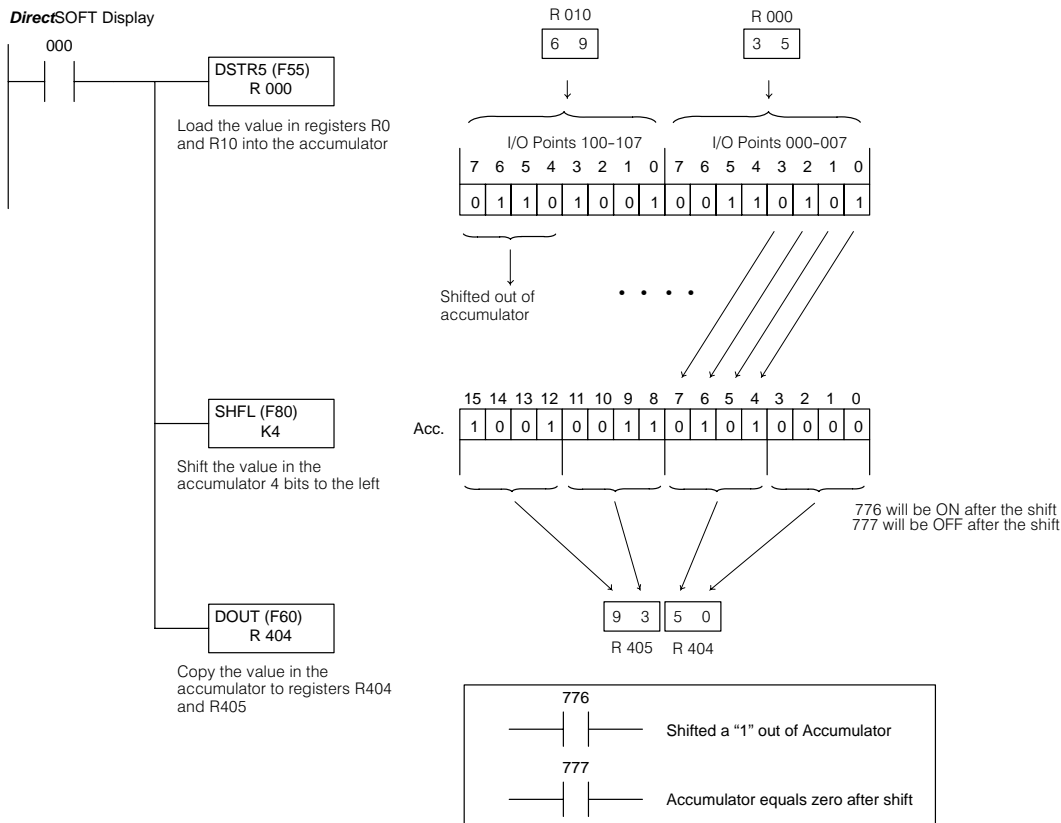 DirectSOFT Display
000
DSTR5 (F55)
R 000
Load the value in registers R0
and R10 into the accumulator
R 010
6 9
R 000
3 5
I/O Points 100-107
I/O Points 000-007
7 6 5 4 3 2 1 0 7 6 5 4 3 2 1 0
0 1 1 0 1 0 0 1 0 0 1 1 0 1 0 1
Shifted out of
accumulator
SHFL (F80)
K4
Shift the value in the
accumulator 4 bits to the left
15 14 13 12 11 10 9 8 7 6 5 4 3 2 1 0
Acc. 1 0 0 1 0 0 1 1 0 1 0 1 0 0 0 0
776 will be ON after the shift
777 will be OFF after the shift
DOUT (F60)
R 404
Copy the value in the
accumulator to registers R404
and R405
9 3 5 0
R 405 R 404
776
Shifted a “1” out of Accumulator
777
Accumulator equals zero after shift